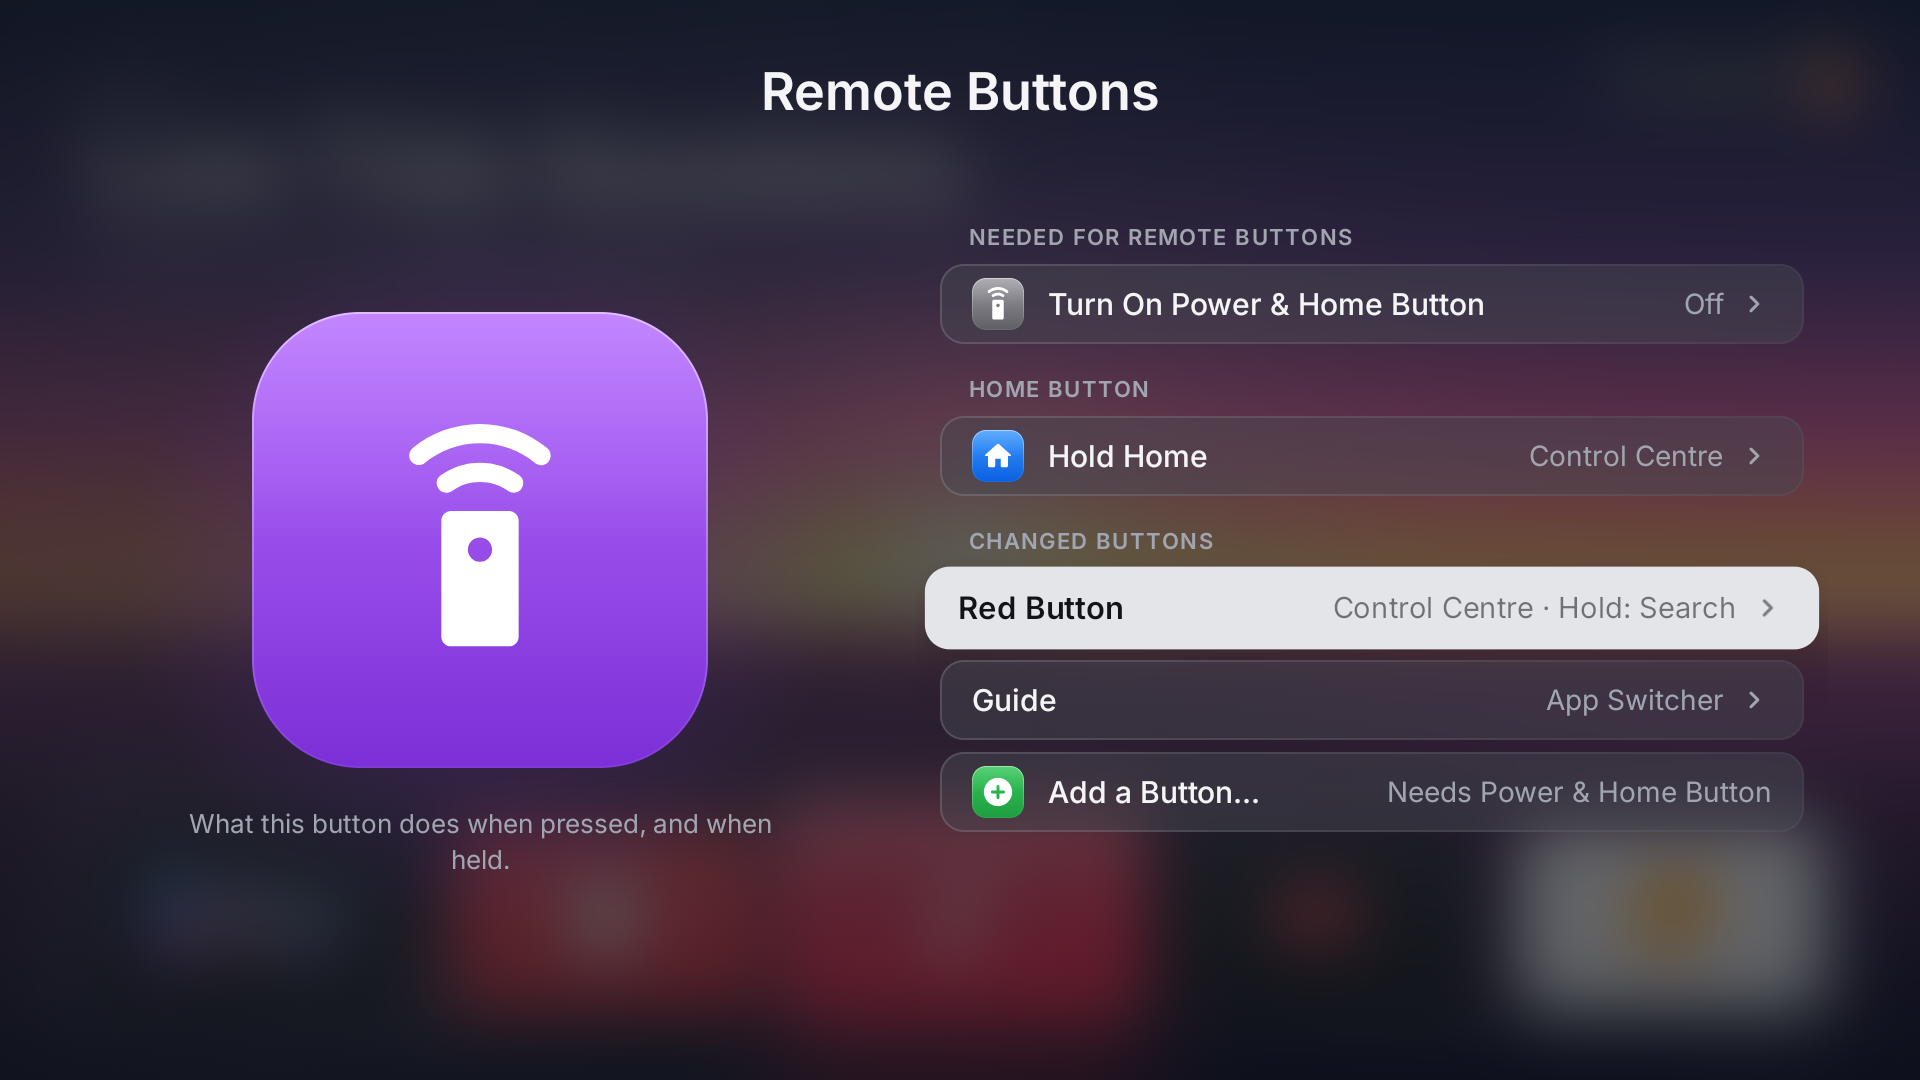 Remote Buttons
NEEDED FOR REMOTE BUTTONS
Turn On Power & Home Button Off
HOME BUTTON
Hold Home Control Centre
CHANGED BUTTONS
Red Button Control Centre · Hold: Search
Guide App Switcher
Add a Button... Needs Power & Home Button
What this button does when pressed, and when
held.